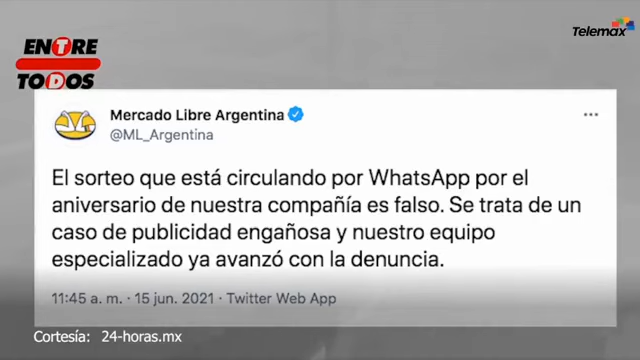 Telemax
ENTRE
TODOS
Mercado Libre Argentina
@ML_Argentina
El sorteo que está circulando por WhatsApp por el
aniversario de nuestra compañía es falso. Se trata de un
caso de publicidad engañosa y nuestro equipo
especializado ya avanzó con la denuncia.
11:45 a. m. · 15 jun. 2021 · Twitter Web App
Cortesía: 24-horas.mx